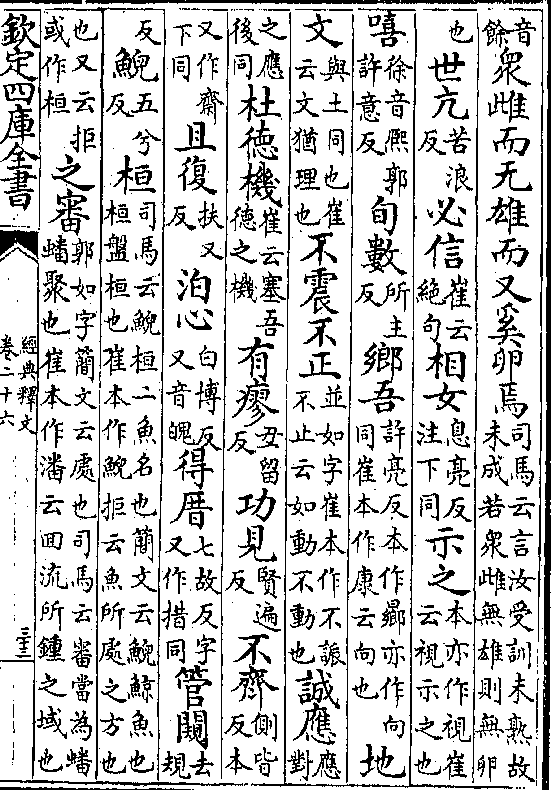 音餘衆雌而无雄而又奚卵焉司馬云言汝受訓未熟故未成若衆雌無雄則無卵
也世亢苦浪反必信崔云絕句相女息亮反注下同示之本亦作視崔云視示之也
嘻徐音熈郭許意反旬數所主反鄉吾許亮反本作曏亦作向同崔本作康云向也地
文與土同也崔云文猶理也不震不正並如字崔本作不誫不止云如動不動也誠應應對
之應後同杜德機崔云塞吾德之機有瘳丑留反功見賢遍反不齊側皆反本
又作齋下同且復扶又反泊心白博反又音魄得厝七故反字又作措同管闚去規
反鯢五兮反桓司馬云鯢桓二魚名也簡文云鯢鯨魚也桓盤桓也崔本作鯢拒云魚所處之方也
也又云拒或作桓之審郭如字簡文云處也司馬云審當為蟠蟠聚也崔本作潘云回流所鍾之域也
欽定四庫全書
經典釋文
卷二十六